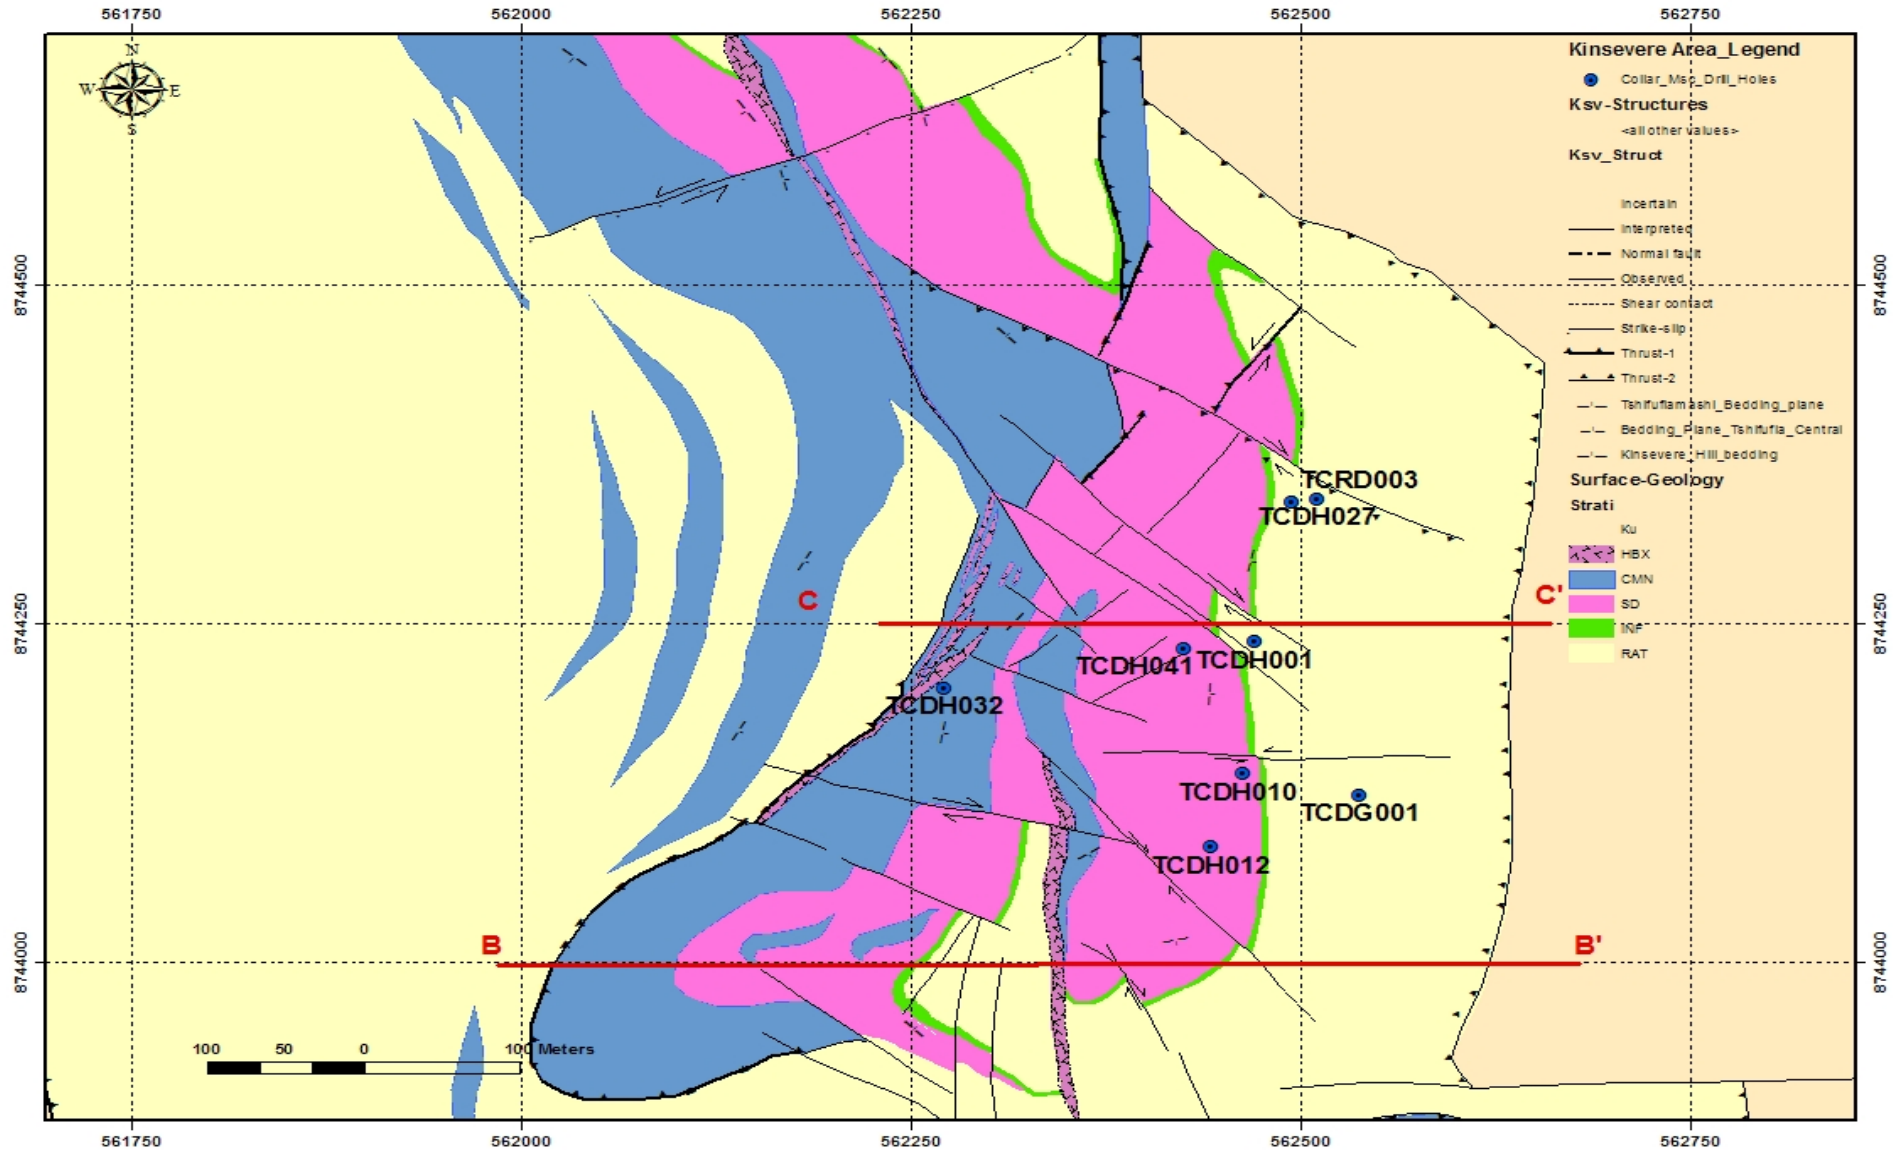 561750 562000 562250 562500 562750
N
W E
S
Kinsevere Area_Legend
Collar_Msc_Drill_Holes
Ksv-Structures
<all other values>
Ksv_Struct
Incertain
Interpreted
Normal fault
Observed
Shear contact
Strike-slip
Thrust-1
Thrust-2
Tshifufiamashi_Bedding_plane
Bedding_Plane_Tshifufia_Central
Kinsevere_Hill_bedding
Surface-Geology
Strati
Ku
HBX
CMN
SD
INF
RAT
8744500 8744500
TCRD003
TCDH027
C C'
8744250 8744250
TCDH041 TCDH001
TCDH032
TCDH010
TCDG001
TCDH012
B B'
8744000 8744000
100 50 0 100 Meters
561750 562000 562250 562500 562750